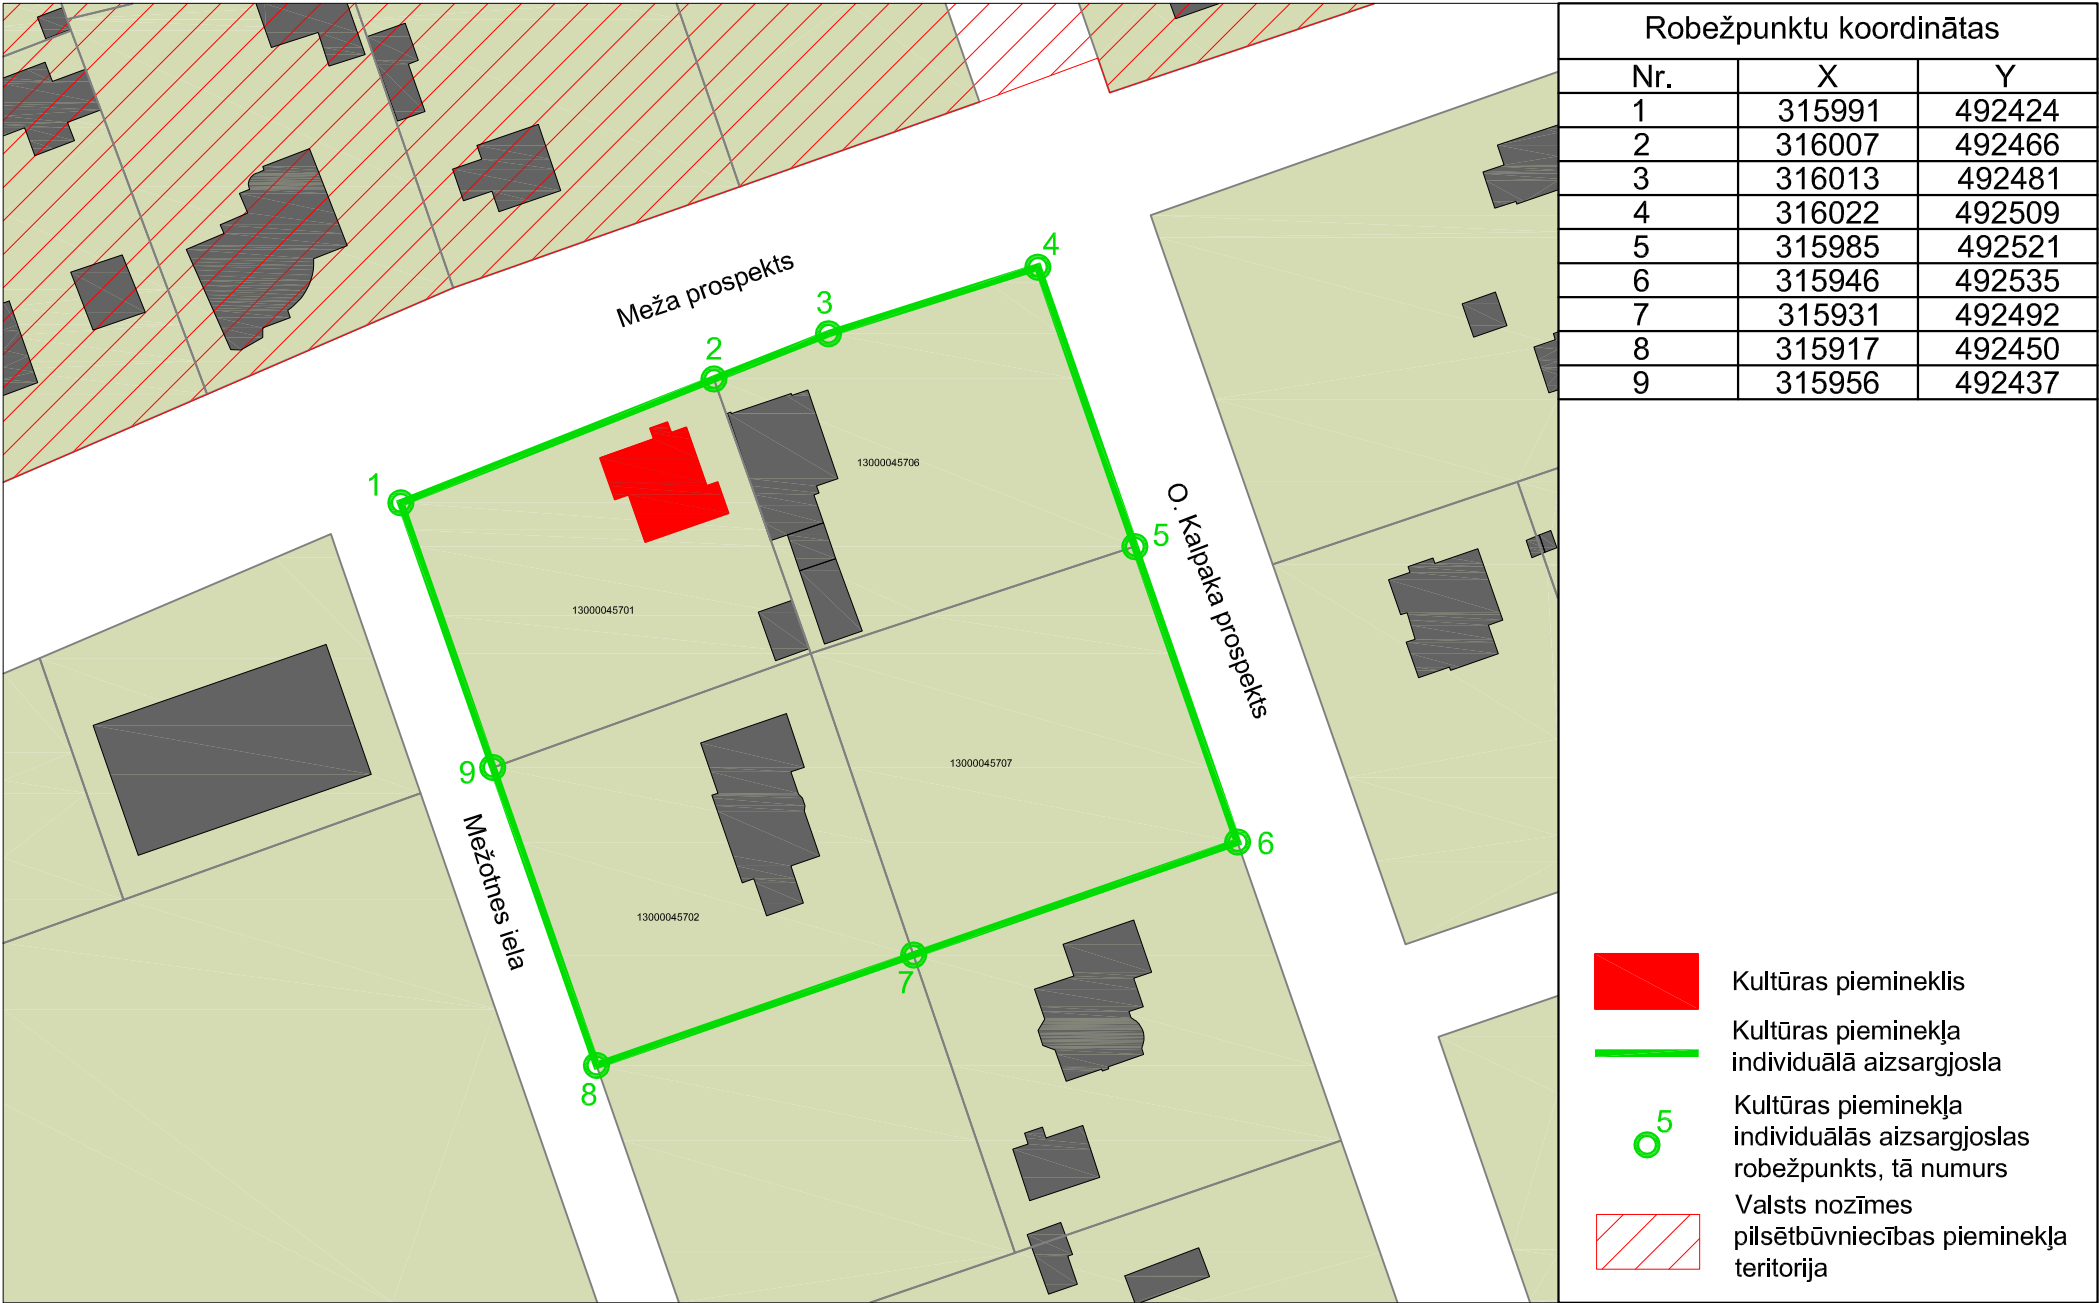 Robežpunktu koordinātas
Nr. X Y
1 315991 492424
2 316007 492466
3 316013 492481
4 316022 492509
5 315985 492521
6 315946 492535
7 315931 492492
8 315917 492450
9 315956 492437
Meža prospekts
4
3
2
1
13000045706
O. Kalpaka prospekts
5
13000045701
9
13000045707
6
Mežotnes iela
13000045702
7
8
Kultūras piemineklis
Kultūras pieminekļa
individuālā aizsargjosla
5
Kultūras pieminekļa
individuālās aizsargjoslas
robežpunkts, tā numurs
Valsts nozīmes
pilsētbūvniecības pieminekļa
teritorija